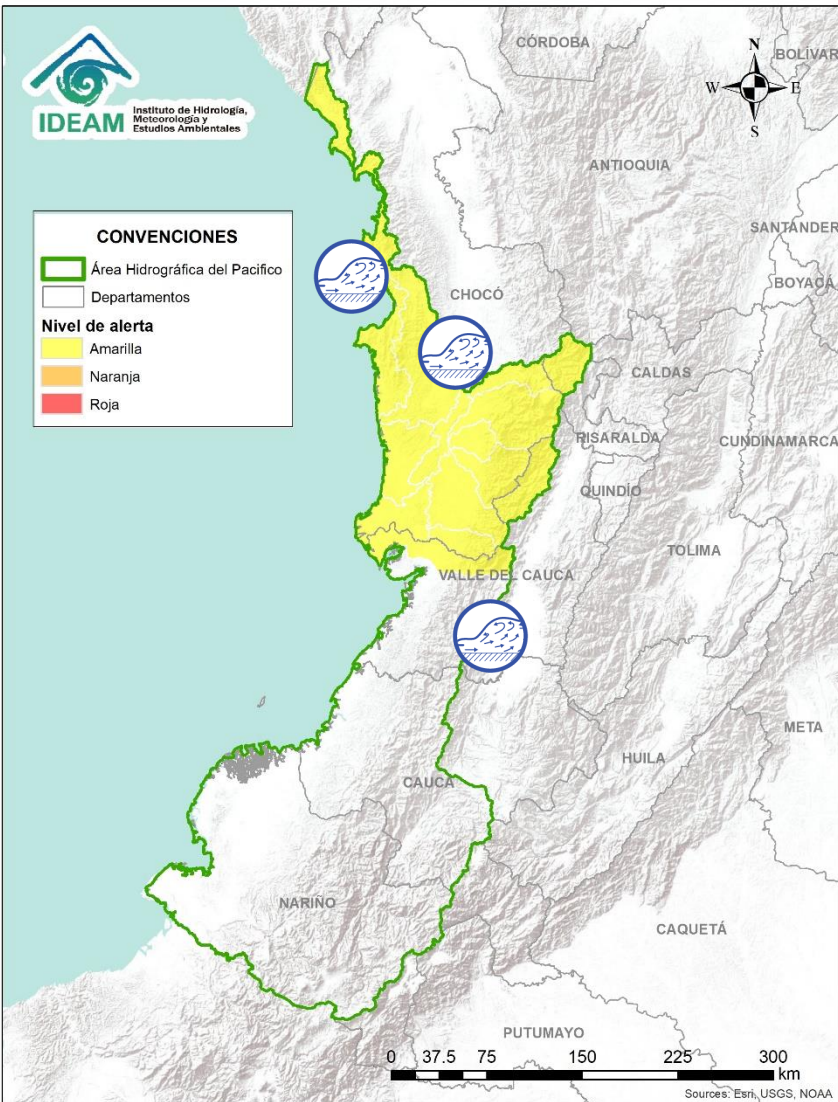 IDEAM
Instituto de Hidrología,
Meteorología y
Estudios Ambientales
CÓRDOBA
BOLÍVAR
N
W
E
S
ANTIOQUIA
SANTANDER
BOYACÁ
CONVENCIONES
Área Hidrográfica del Pacifico
Departamentos
Nivel de alerta
Amarilla
Naranja
Roja
CHOCÓ
CALDAS
RISARALDA
CUNDINAMARCA
QUINDÍO
TOLIMA
VALLE DEL CAUCA
META
HUILA
CAUCA
NARIÑO
CAQUETÁ
PUTUMAYO
0 37.5 75 150 225 300
km
Sources: Esri, USGS, NOAA